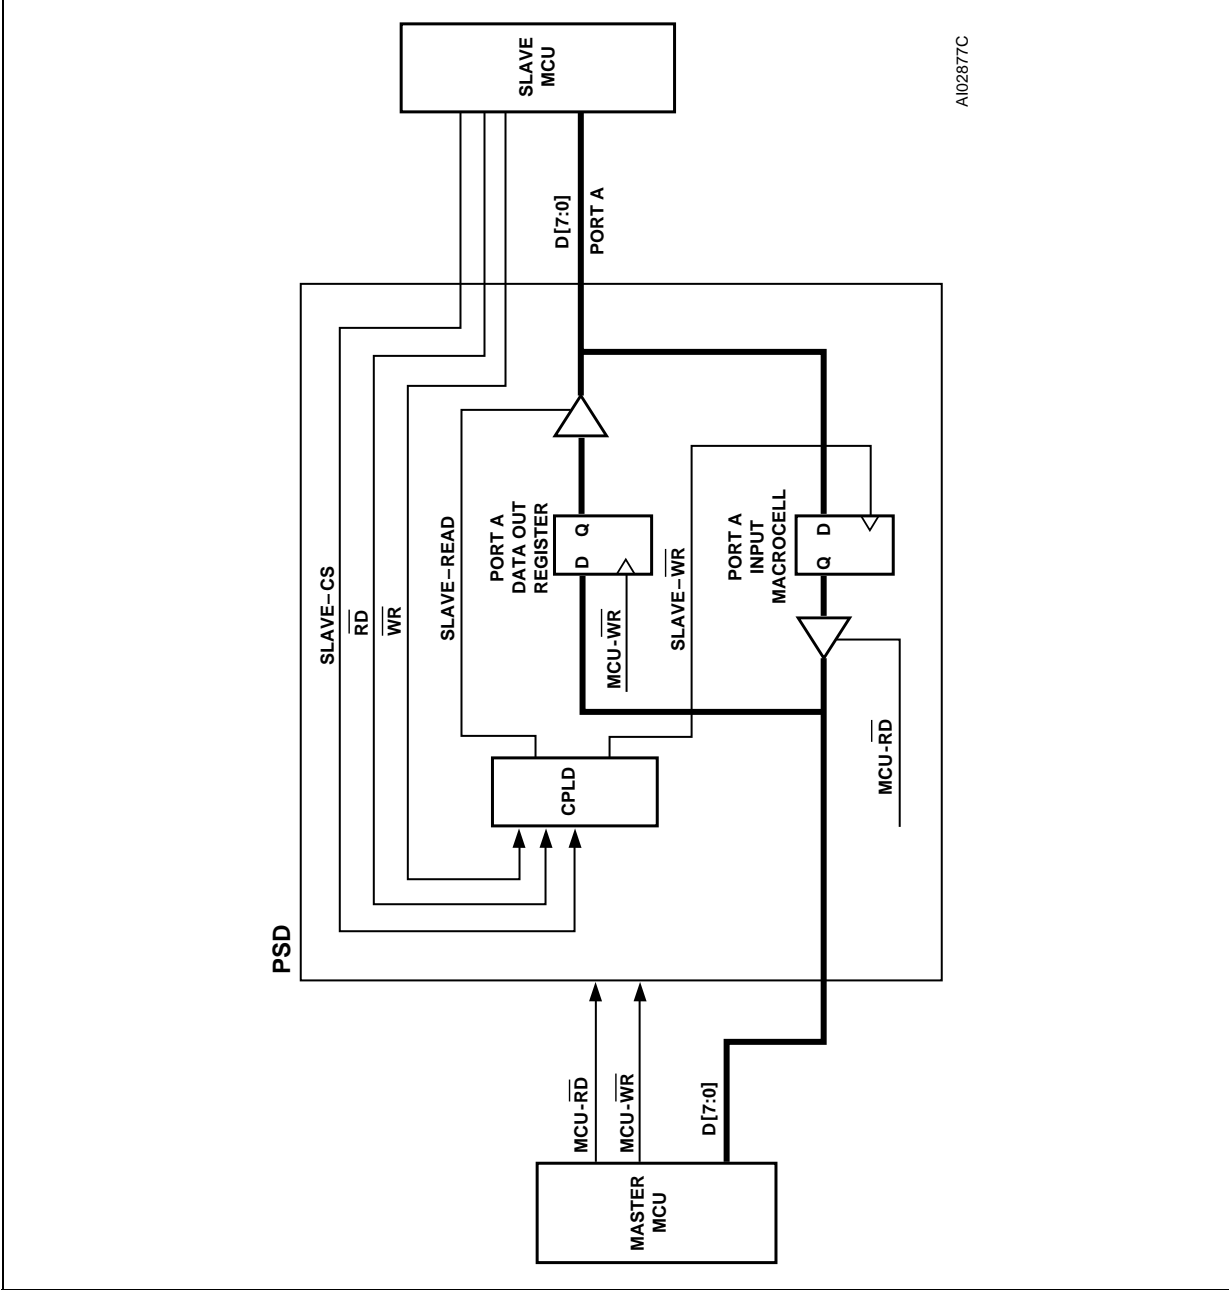 PSD
SLAVE–CS
RD
WR
SLAVE–READ
PORT A
DATA OUT
REGISTER
D Q
MCU-WR
SLAVE–WR
PORT A
INPUT
MACROCELL
Q D
MCU-RD
CPLD
MASTER
MCU
MCU-RD
MCU-WR
D[7:0]
SLAVE
MCU
D[7:0]
PORT A
AI02877C